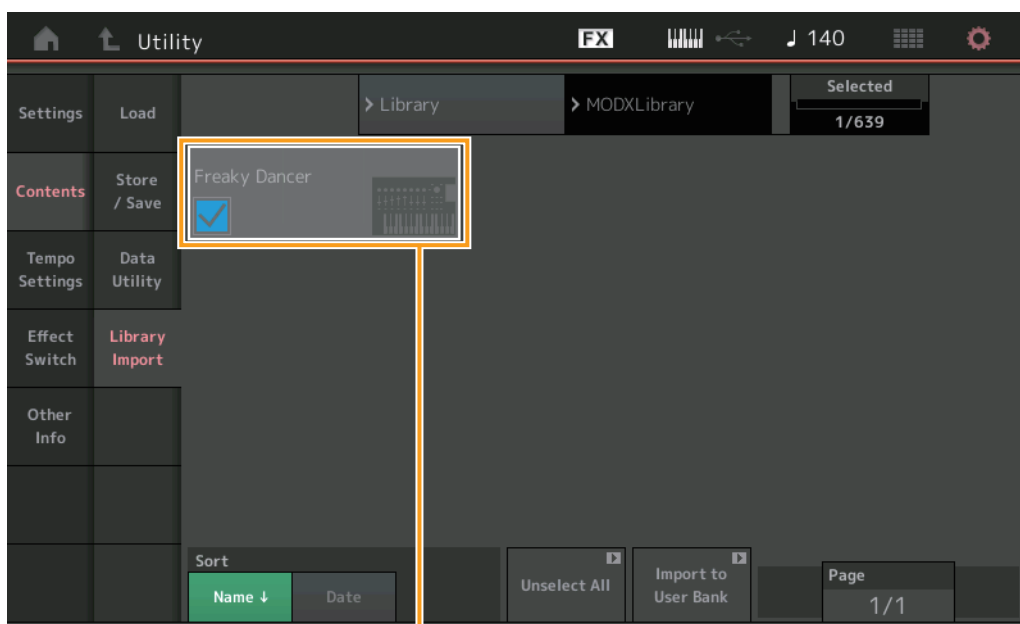 Utility
FX
♩ 140
Settings
Load
> Library
> MODXLibrary
Selected
1/639
Contents
Store
/ Save
Freaky Dancer
Tempo
Settings
Data
Utility
Effect
Switch
Library
Import
Other
Info
Sort
Name ↓
Date
Unselect All
Import to
User Bank
Page
1/1